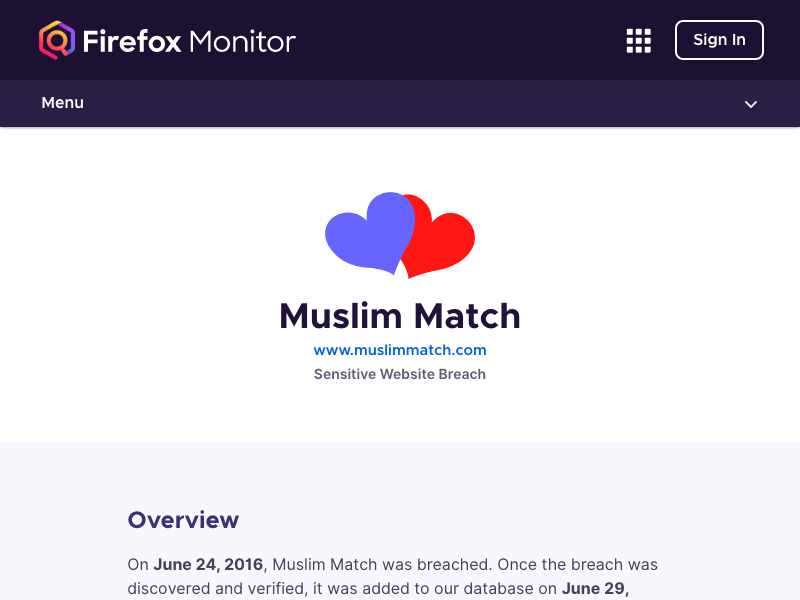 Firefox Monitor
Sign In
Menu
Muslim Match
www.muslimmatch.com
Sensitive Website Breach
Overview
On June 24, 2016, Muslim Match was breached. Once the breach was
discovered and verified, it was added to our database on June 29,